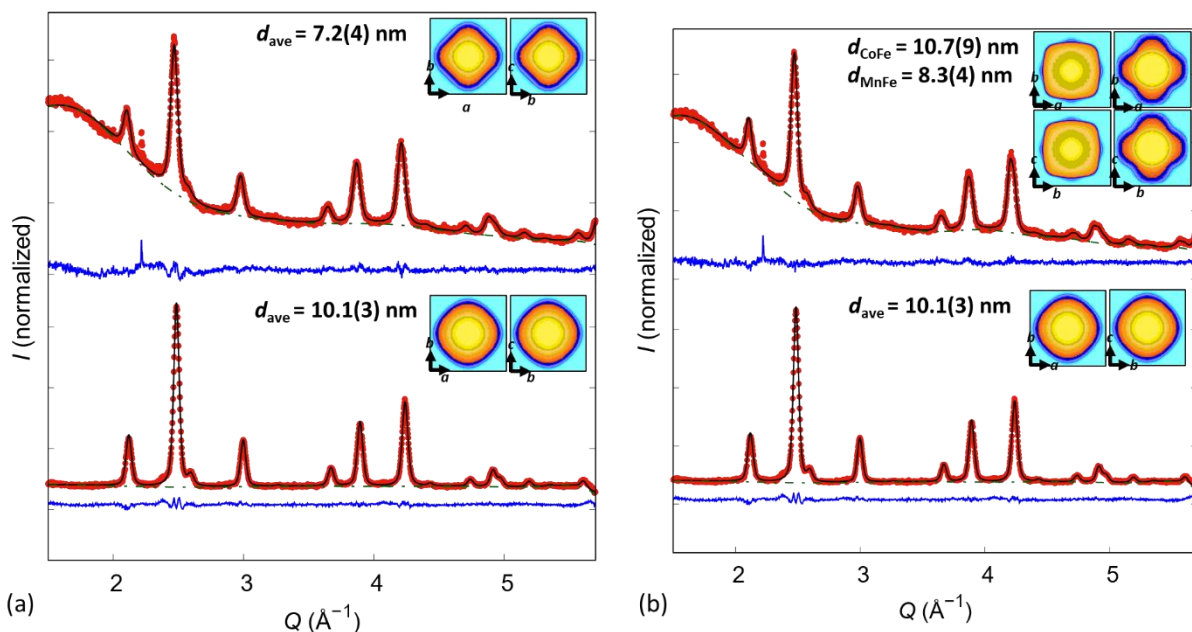 d_ave = 7.2(4) nm
b
a
c
b
d_ave = 10.1(3) nm
b
a
c
b
I (normalized)
2
3
4
5
Q (Å⁻¹)
(a)
d_CoFe = 10.7(9) nm
d_MnFe = 8.3(4) nm
b
a
b
a
c
b
c
b
d_ave = 10.1(3) nm
b
a
c
b
I (normalized)
2
3
4
5
Q (Å⁻¹)
(b)